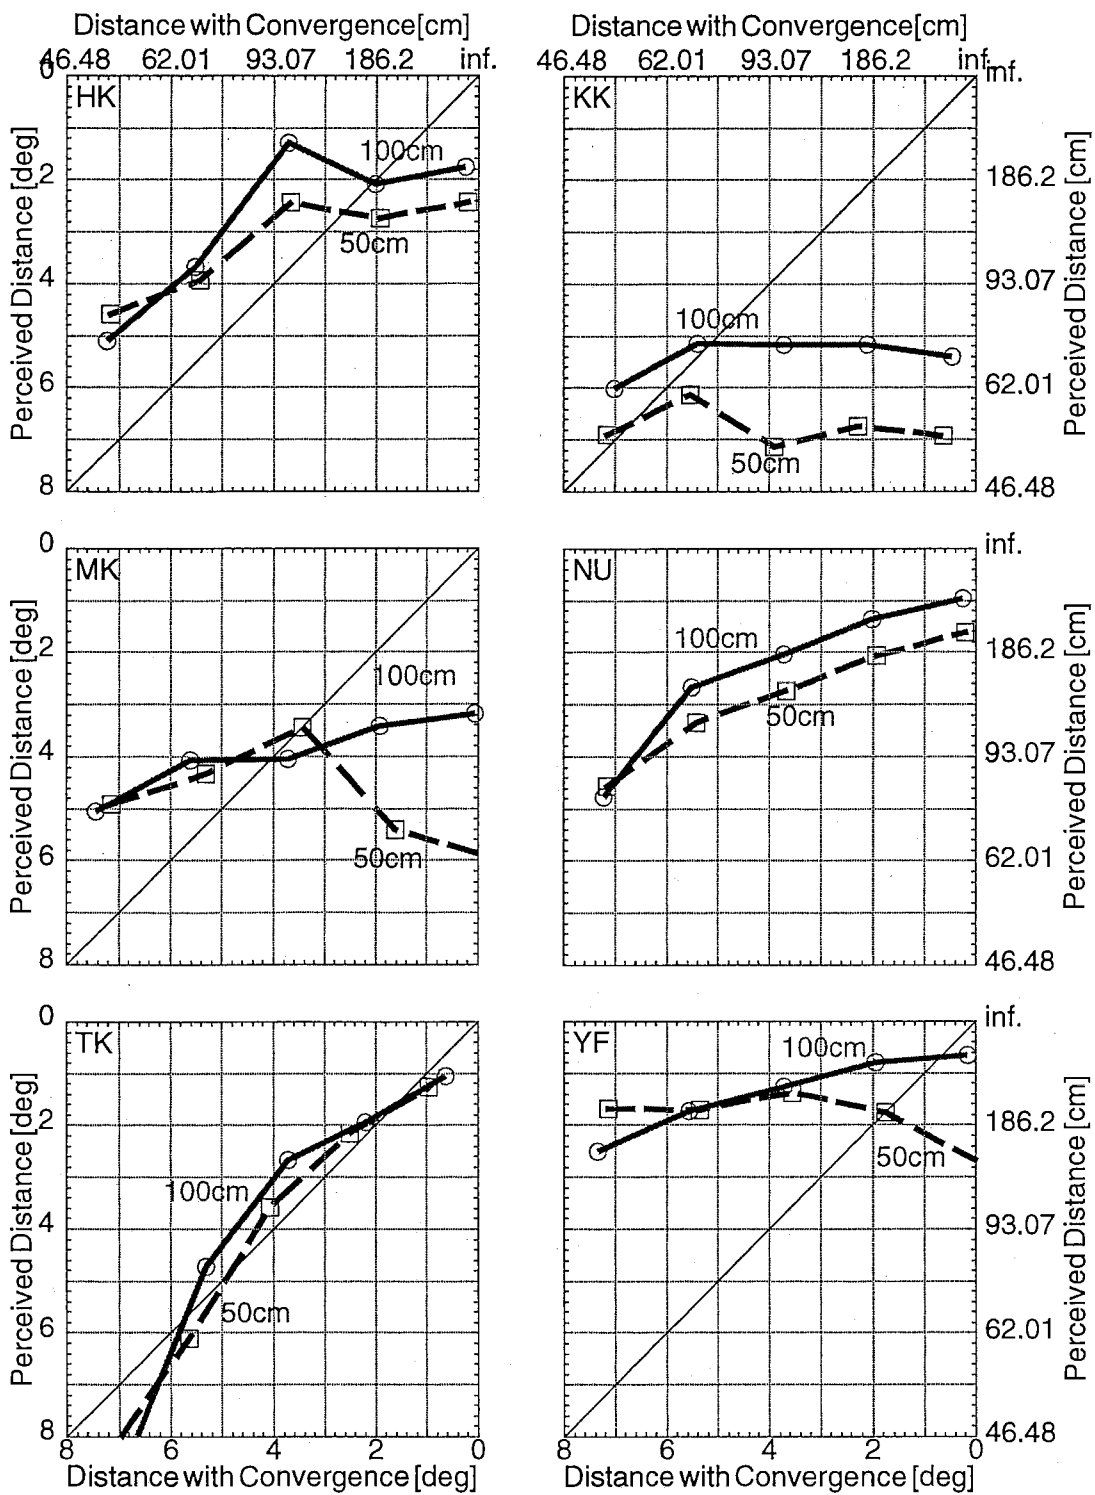 Distance with Convergence[cm] Distance with Convergence[cm]
46.48 62.01 93.07 186.2 inf. 46.48 62.01 93.07 186.2 inf.
0 HK 100cm 50cm 2 4 6 8 Perceived Distance [deg]
KK 100cm 50cm inf. 186.2 93.07 62.01 46.48 Perceived Distance [cm]
0 MK 100cm 50cm 2 4 6 8 Perceived Distance [deg]
NU 100cm 50cm inf. 186.2 93.07 62.01 46.48 Perceived Distance [cm]
0 TK 100cm 50cm 2 4 6 8 Perceived Distance [deg]
YF 100cm 50cm inf. 186.2 93.07 62.01 46.48 Perceived Distance [cm]
8 6 4 2 0 8 6 4 2 0
Distance with Convergence [deg] Distance with Convergence [deg]